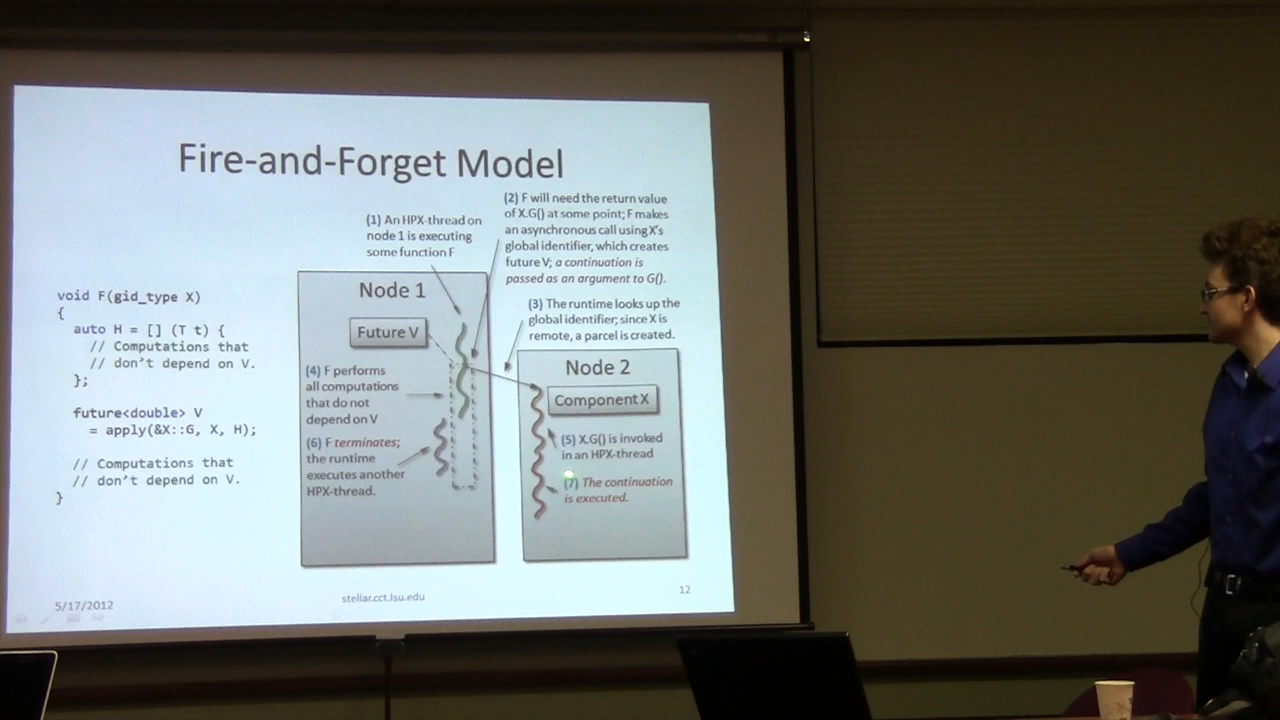 Fire-and-Forget Model
(1) An HPX-thread on
node 1 is executing
some function F
(2) F will need the return value
of X.G() at some point; F makes
an asynchronous call using X's
global identifier, which creates
future V; a continuation is
passed as an argument to G().
(3) The runtime looks up the
global identifier; since X is
remote, a parcel is created.
void F(gid_type X)
{
auto H = [] (T t) {
// Computations that
// don't depend on V.
};
future<double> V
= apply(&X::G, X, H);
// Computations that
// don't depend on V.
}
Node 1
Future V
(4) F performs
all computations
that do not
depend on V
(6) F terminates;
the runtime
executes another
HPX-thread.
Node 2
Component X
(5) X.G() is invoked
in an HPX-thread
(7) The continuation
is executed.
5/17/2012
stellar.cct.lsu.edu
12